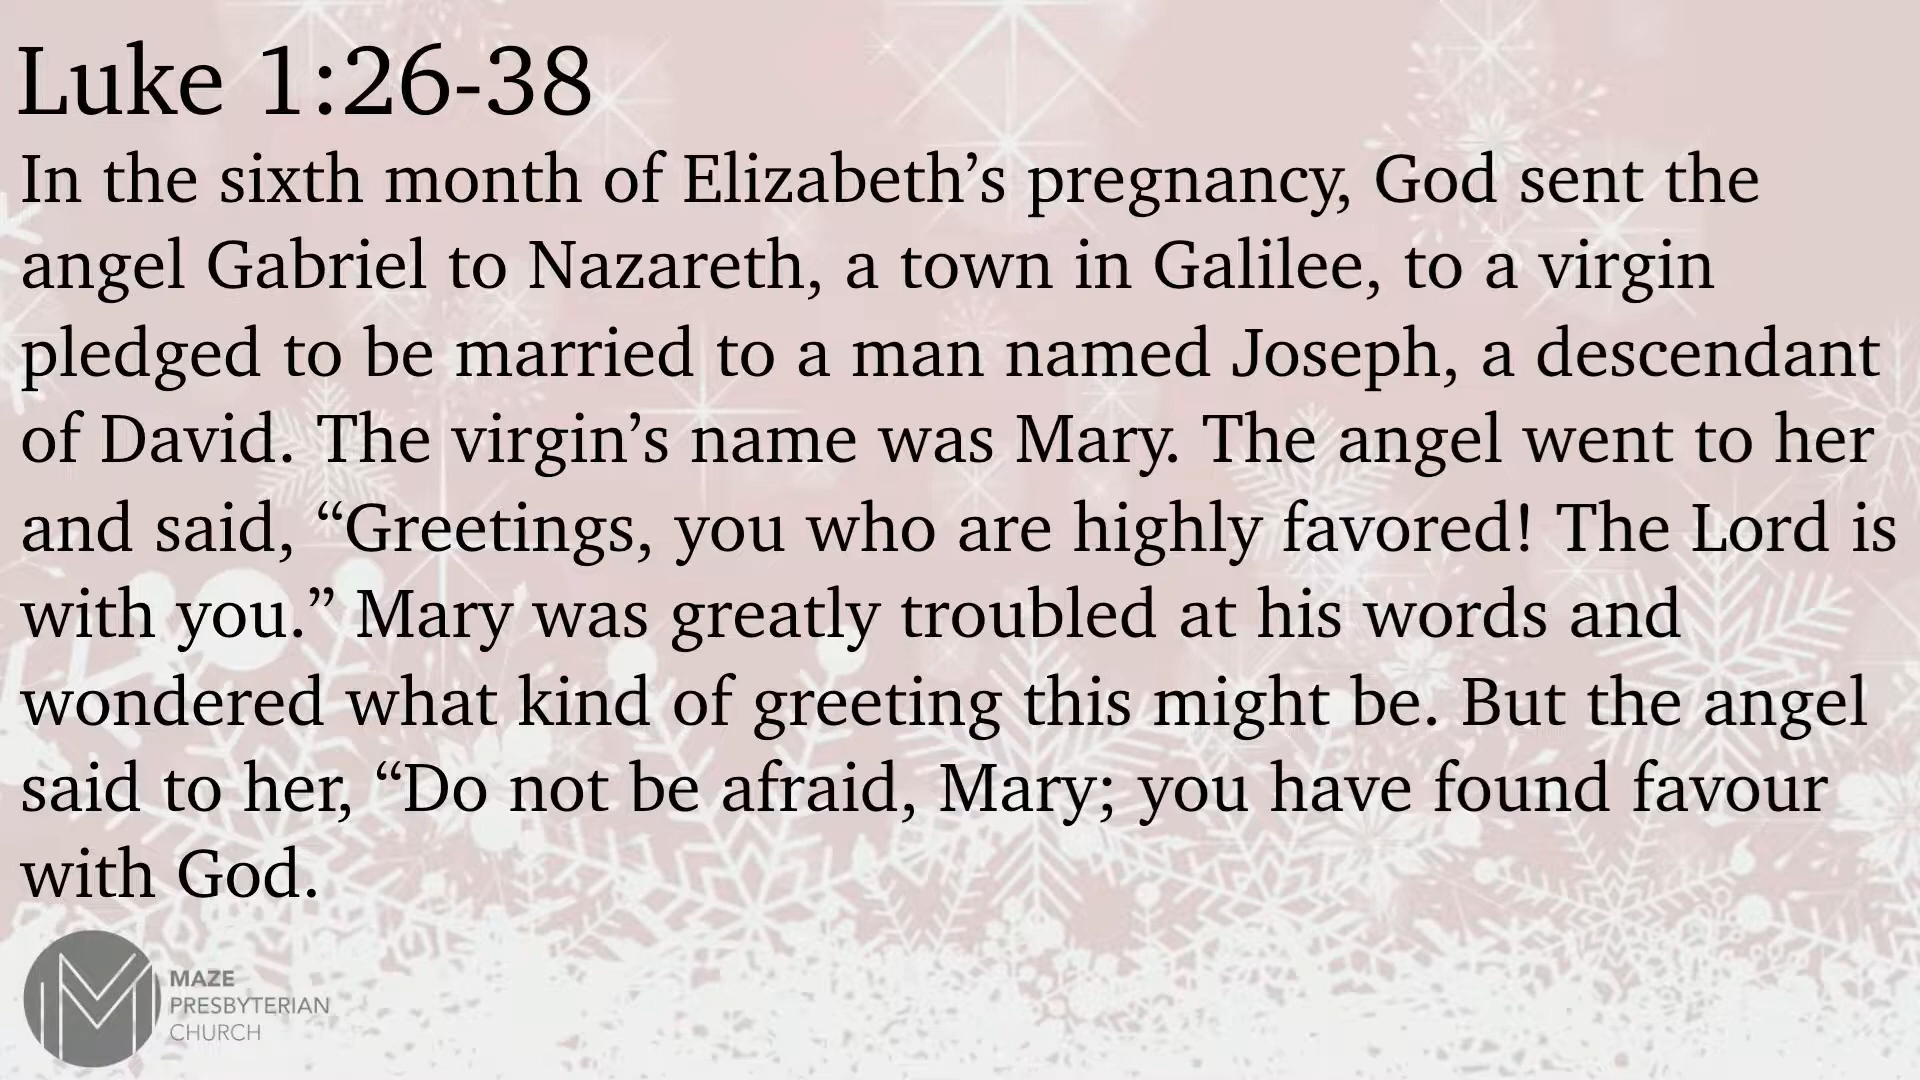 Luke 1:26-38
In the sixth month of Elizabeth’s pregnancy, God sent the
angel Gabriel to Nazareth, a town in Galilee, to a virgin
pledged to be married to a man named Joseph, a descendant
of David. The virgin’s name was Mary. The angel went to her
and said, “Greetings, you who are highly favored! The Lord is
with you.” Mary was greatly troubled at his words and
wondered what kind of greeting this might be. But the angel
said to her, “Do not be afraid, Mary; you have found favour
with God.
MAZE
PRESBYTERIAN
CHURCH